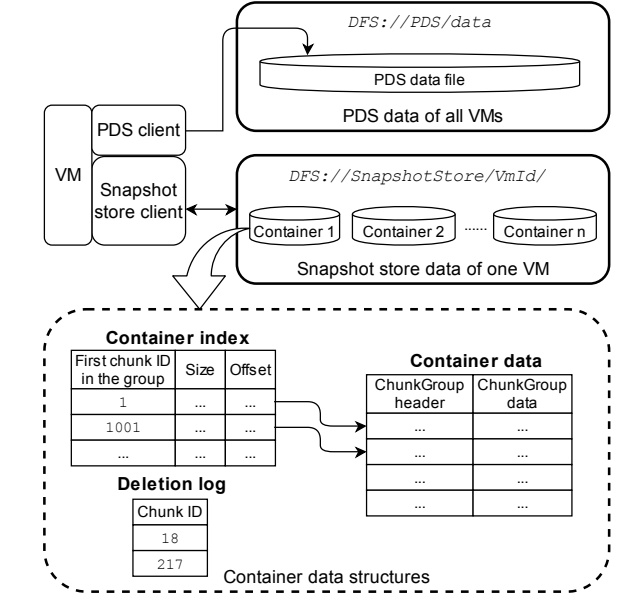 DFS://PDS/data
PDS data file
PDS data of all VMs
VM
PDS client
Snapshot
store client
DFS://SnapshotStore/VmId/
Container 1
Container 2
......
Container n
Snapshot store data of one VM
Container index
First chunk ID
in the group
Size
Offset
1
...
...
1001
...
...
...
...
...
Container data
ChunkGroup
header
ChunkGroup
data
...
...
...
...
...
...
...
...
Deletion log
Chunk ID
18
217
Container data structures